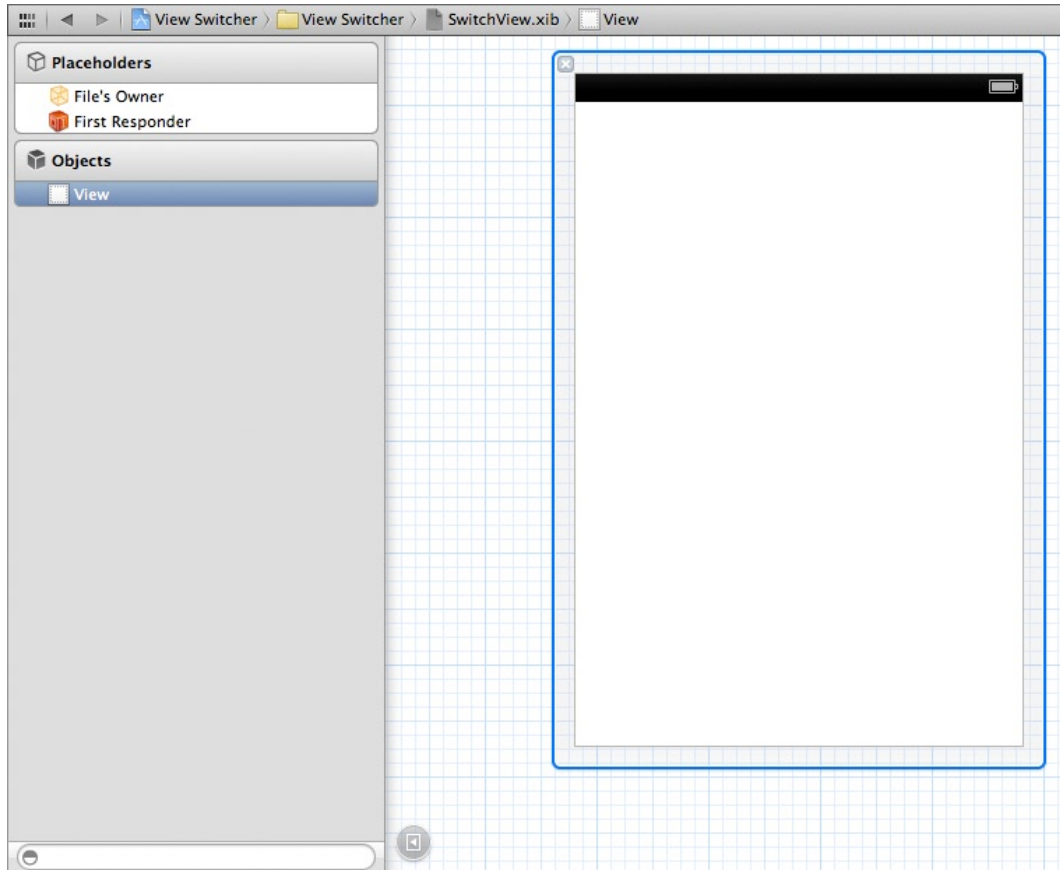 View Switcher View Switcher SwitchView.xib View
Placeholders
File's Owner
First Responder
Objects
View